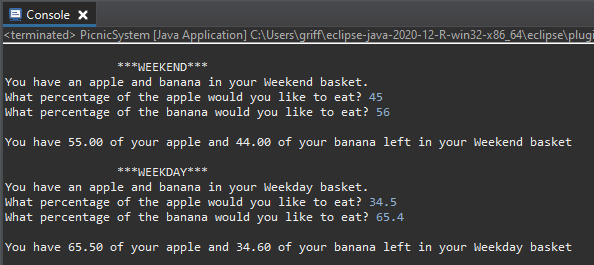 Console
<terminated> PicnicSystem [Java Application] C:\Users\griff\eclipse-java-2020-12-R-win32-x86_64\eclipse\plugi
***WEEKEND***
You have an apple and banana in your Weekend basket.
What percentage of the apple would you like to eat? 45
What percentage of the banana would you like to eat? 56
You have 55.00 of your apple and 44.00 of your banana left in your Weekend basket
***WEEKDAY***
You have an apple and banana in your Weekday basket.
What percentage of the apple would you like to eat? 34.5
What percentage of the banana would you like to eat? 65.4
You have 65.50 of your apple and 34.60 of your banana left in your Weekday basket